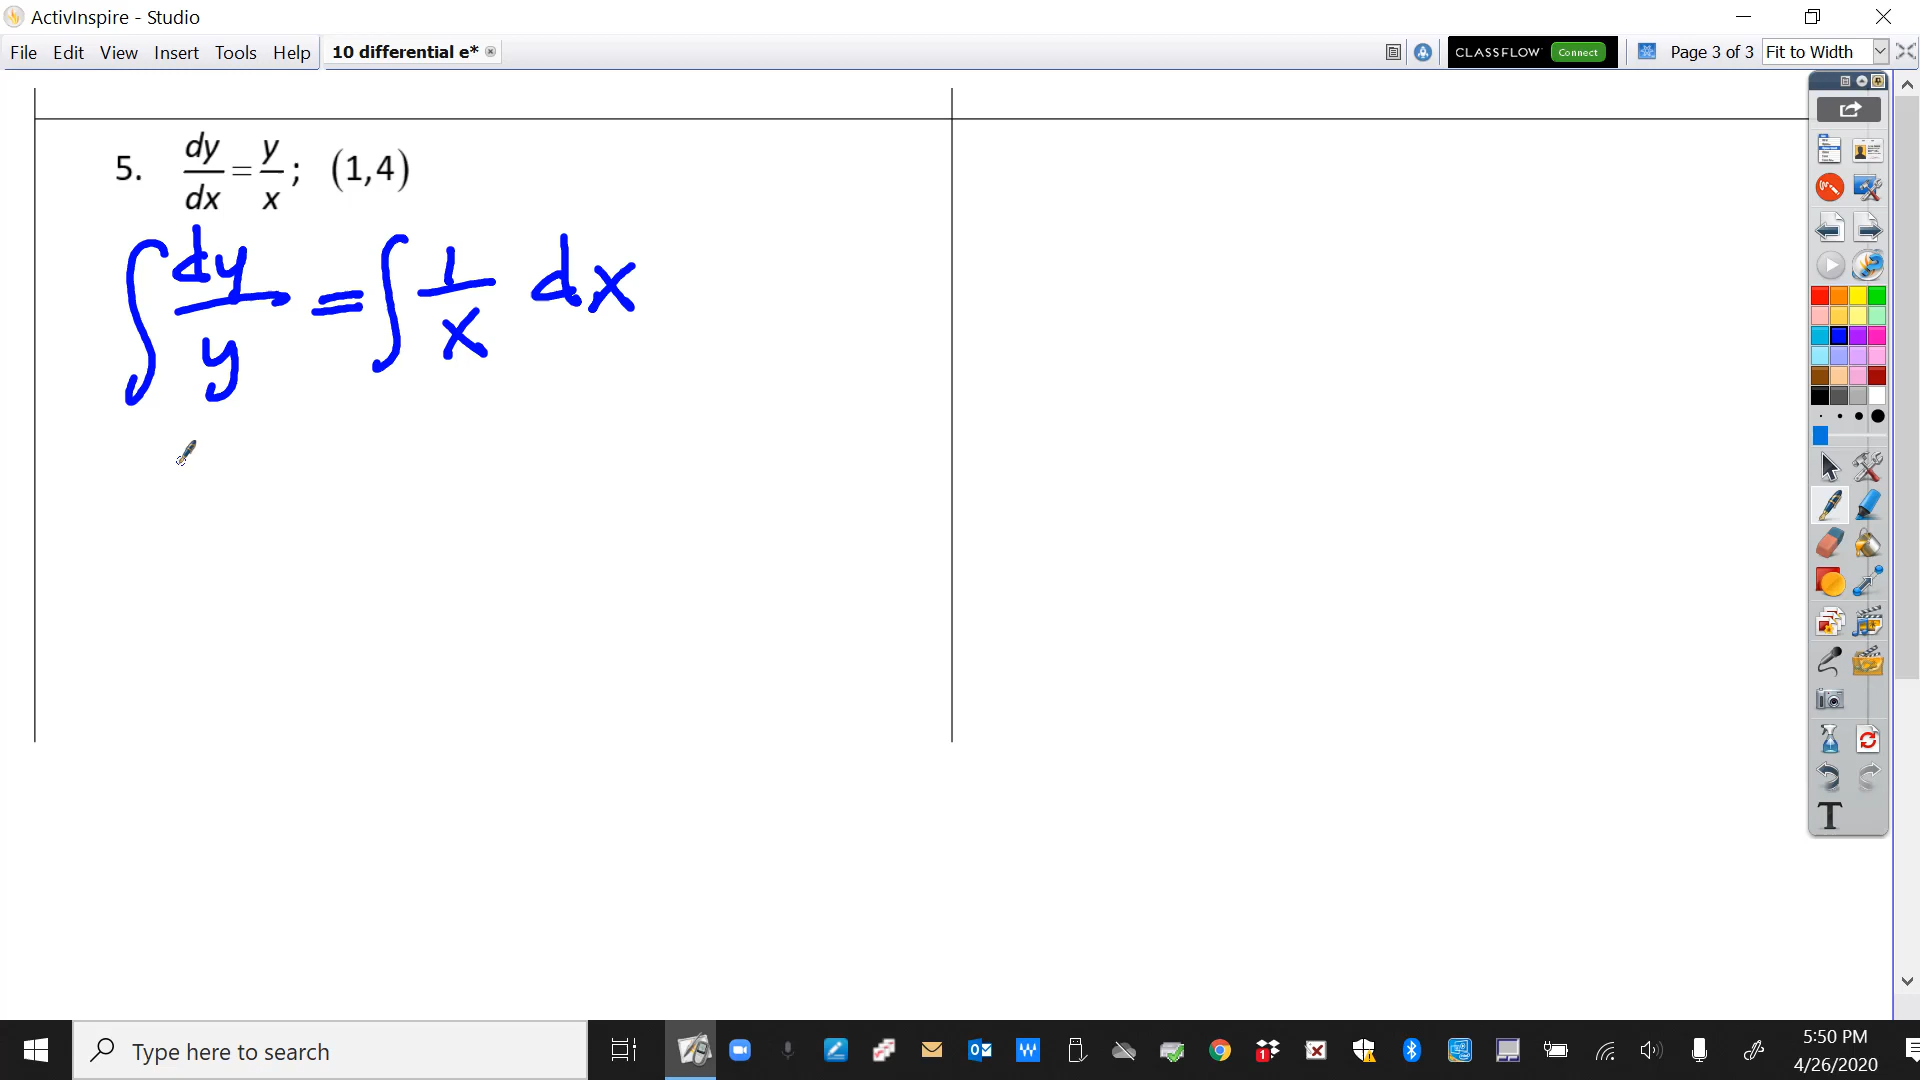 ActivInspire - Studio
File Edit View Insert Tools Help 10 differential e* CLASSFLOW Connect Page 3 of 3 Fit to Width
5. dy/dx = y/x ; (1,4)
∫ dy/y = ∫ 1/x dx
T
Type here to search
5:50 PM
4/26/2020